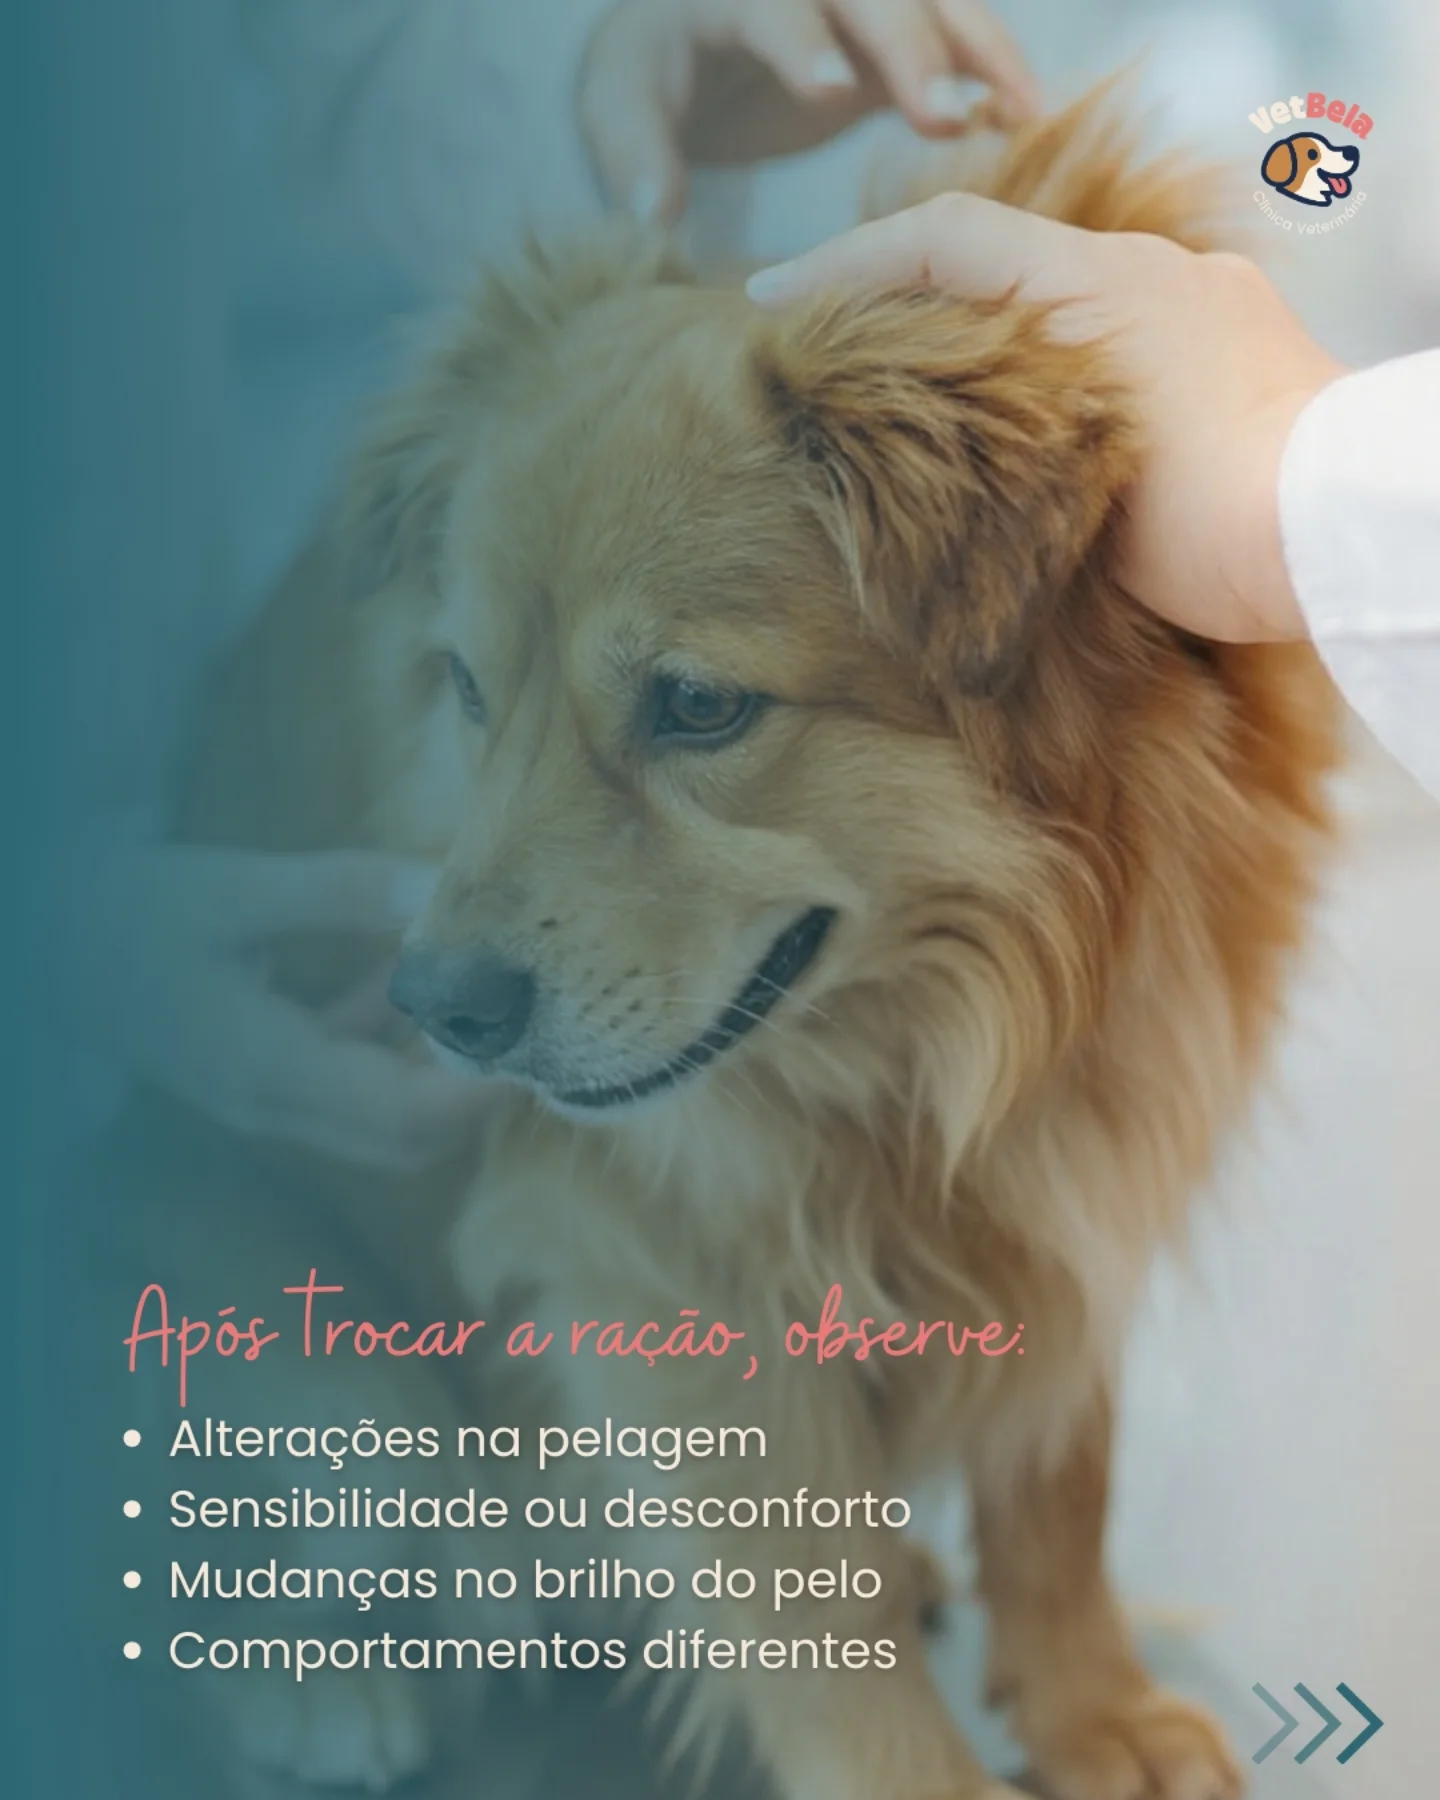 VetBela
Clínica Veterinária
Após trocar a ração, observe:
• Alterações na pelagem
• Sensibilidade ou desconforto
• Mudanças no brilho do pelo
• Comportamentos diferentes